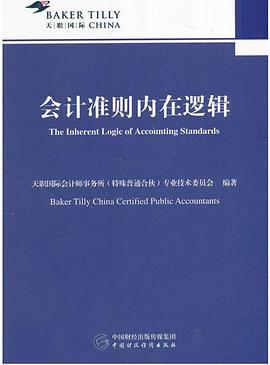 BAKER TILLY
天|职|国|际 CHINA
会计准则内在逻辑
The Inherent Logic of Accounting Standards
天职国际会计师事务所（特殊普通合伙）专业技术委员会 编著
Baker Tilly China Certified Public Accountants
中国财经出版传媒集团
中国财政经济出版社